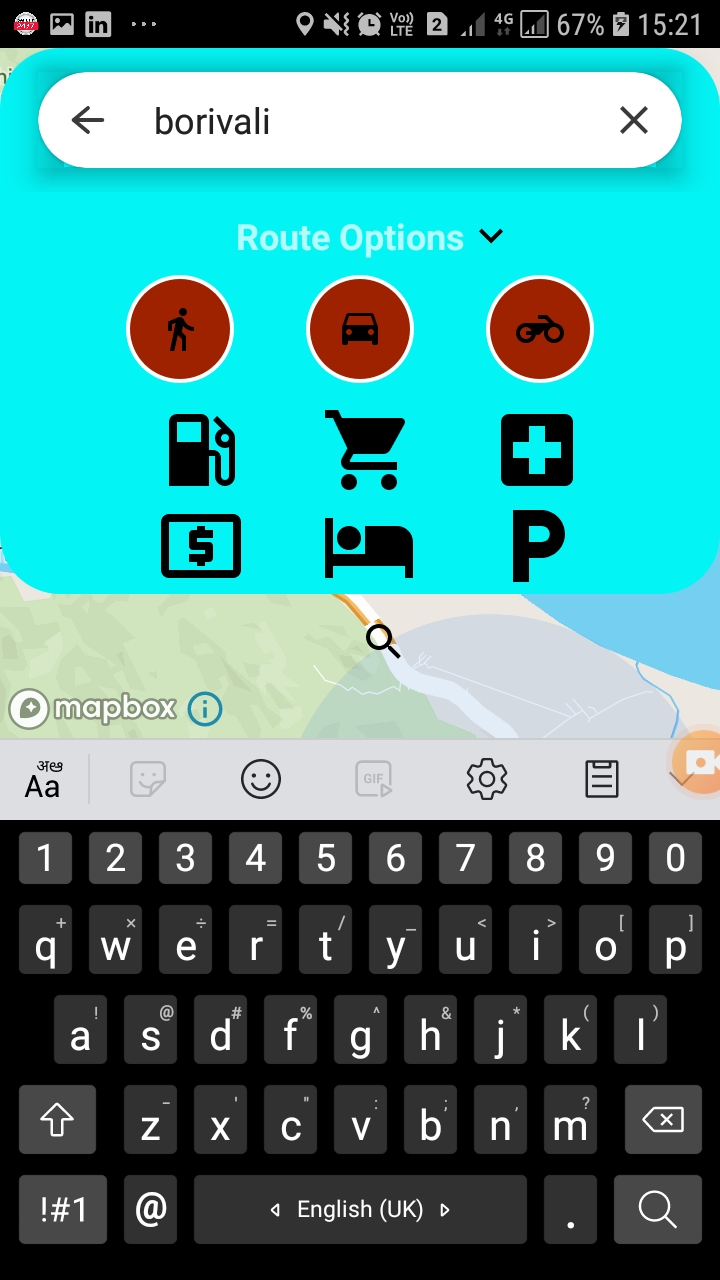 Vo))
LTE
2
4G
67%
15:21
borivali
Route Options
$
P
mapbox
i
अऑ
Aa
GIF
1 2 3 4 5 6 7 8 9 0
+ × ÷ = / _ < > [ ]
q w e r t y u i o p
! @ # % ^ & * ( )
a s d f g h j k l
- ' " : ; , ?
z x c v b n m
!#1 @ English (UK) .